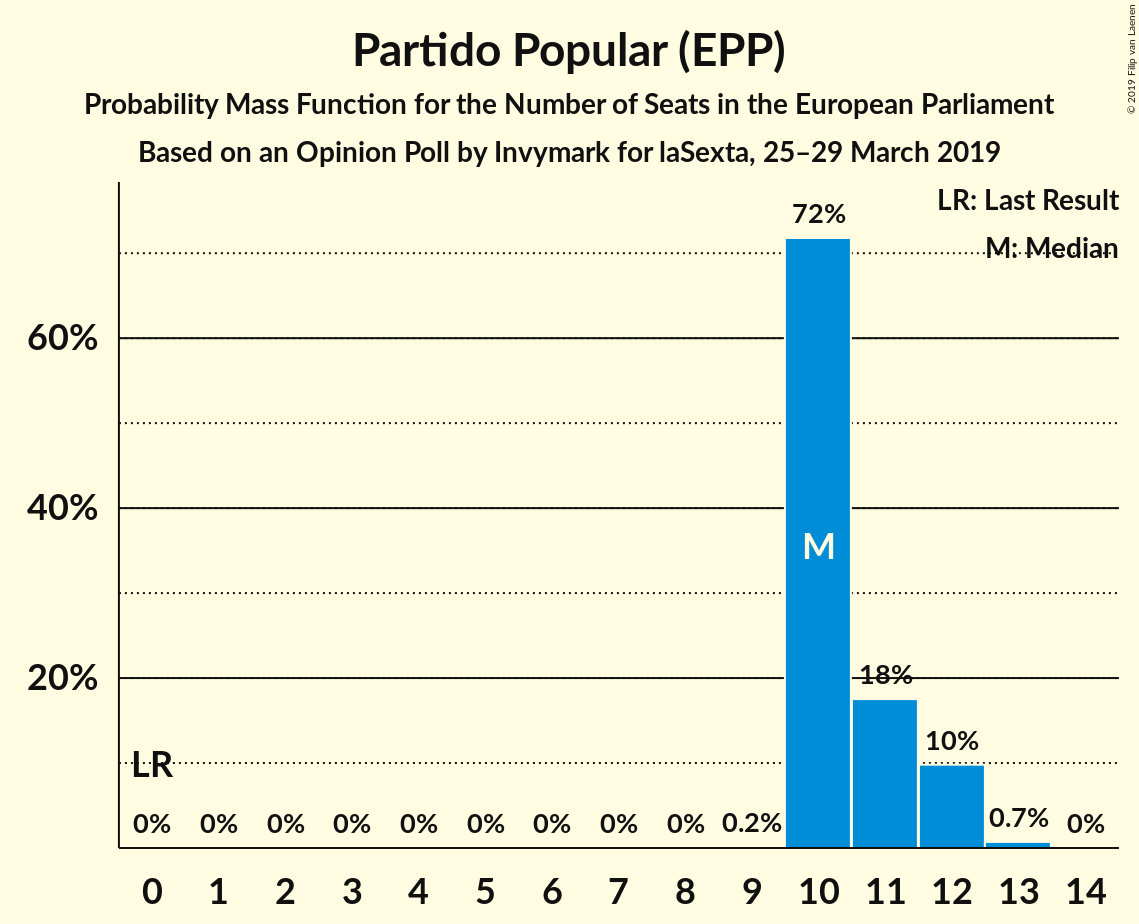 Partido Popular (EPP)
Probability Mass Function for the Number of Seats in the European Parliament
Based on an Opinion Poll by Invymark for laSexta, 25–29 March 2019
© 2019 Filip van Laenen
LR: Last Result
M: Median
72%
60%
40%
M
20%
18%
10%
LR
0% 0% 0% 0% 0% 0% 0% 0% 0% 0.2% 0.7% 0%
0 1 2 3 4 5 6 7 8 9 10 11 12 13 14